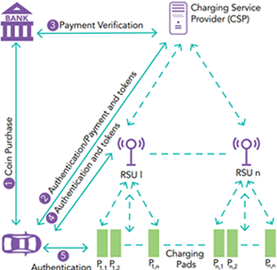 BANK
3 Payment Verification
Charging Service
Provider (CSP)
1 Coin Purchase
2 Authentication/Payment and tokens
4 Authentication and tokens
RSU l
RSU n
5
Authentication
P1,1 P1,2 P1,n
Charging
Pads
Pn,1 Pn,2 Pn,n